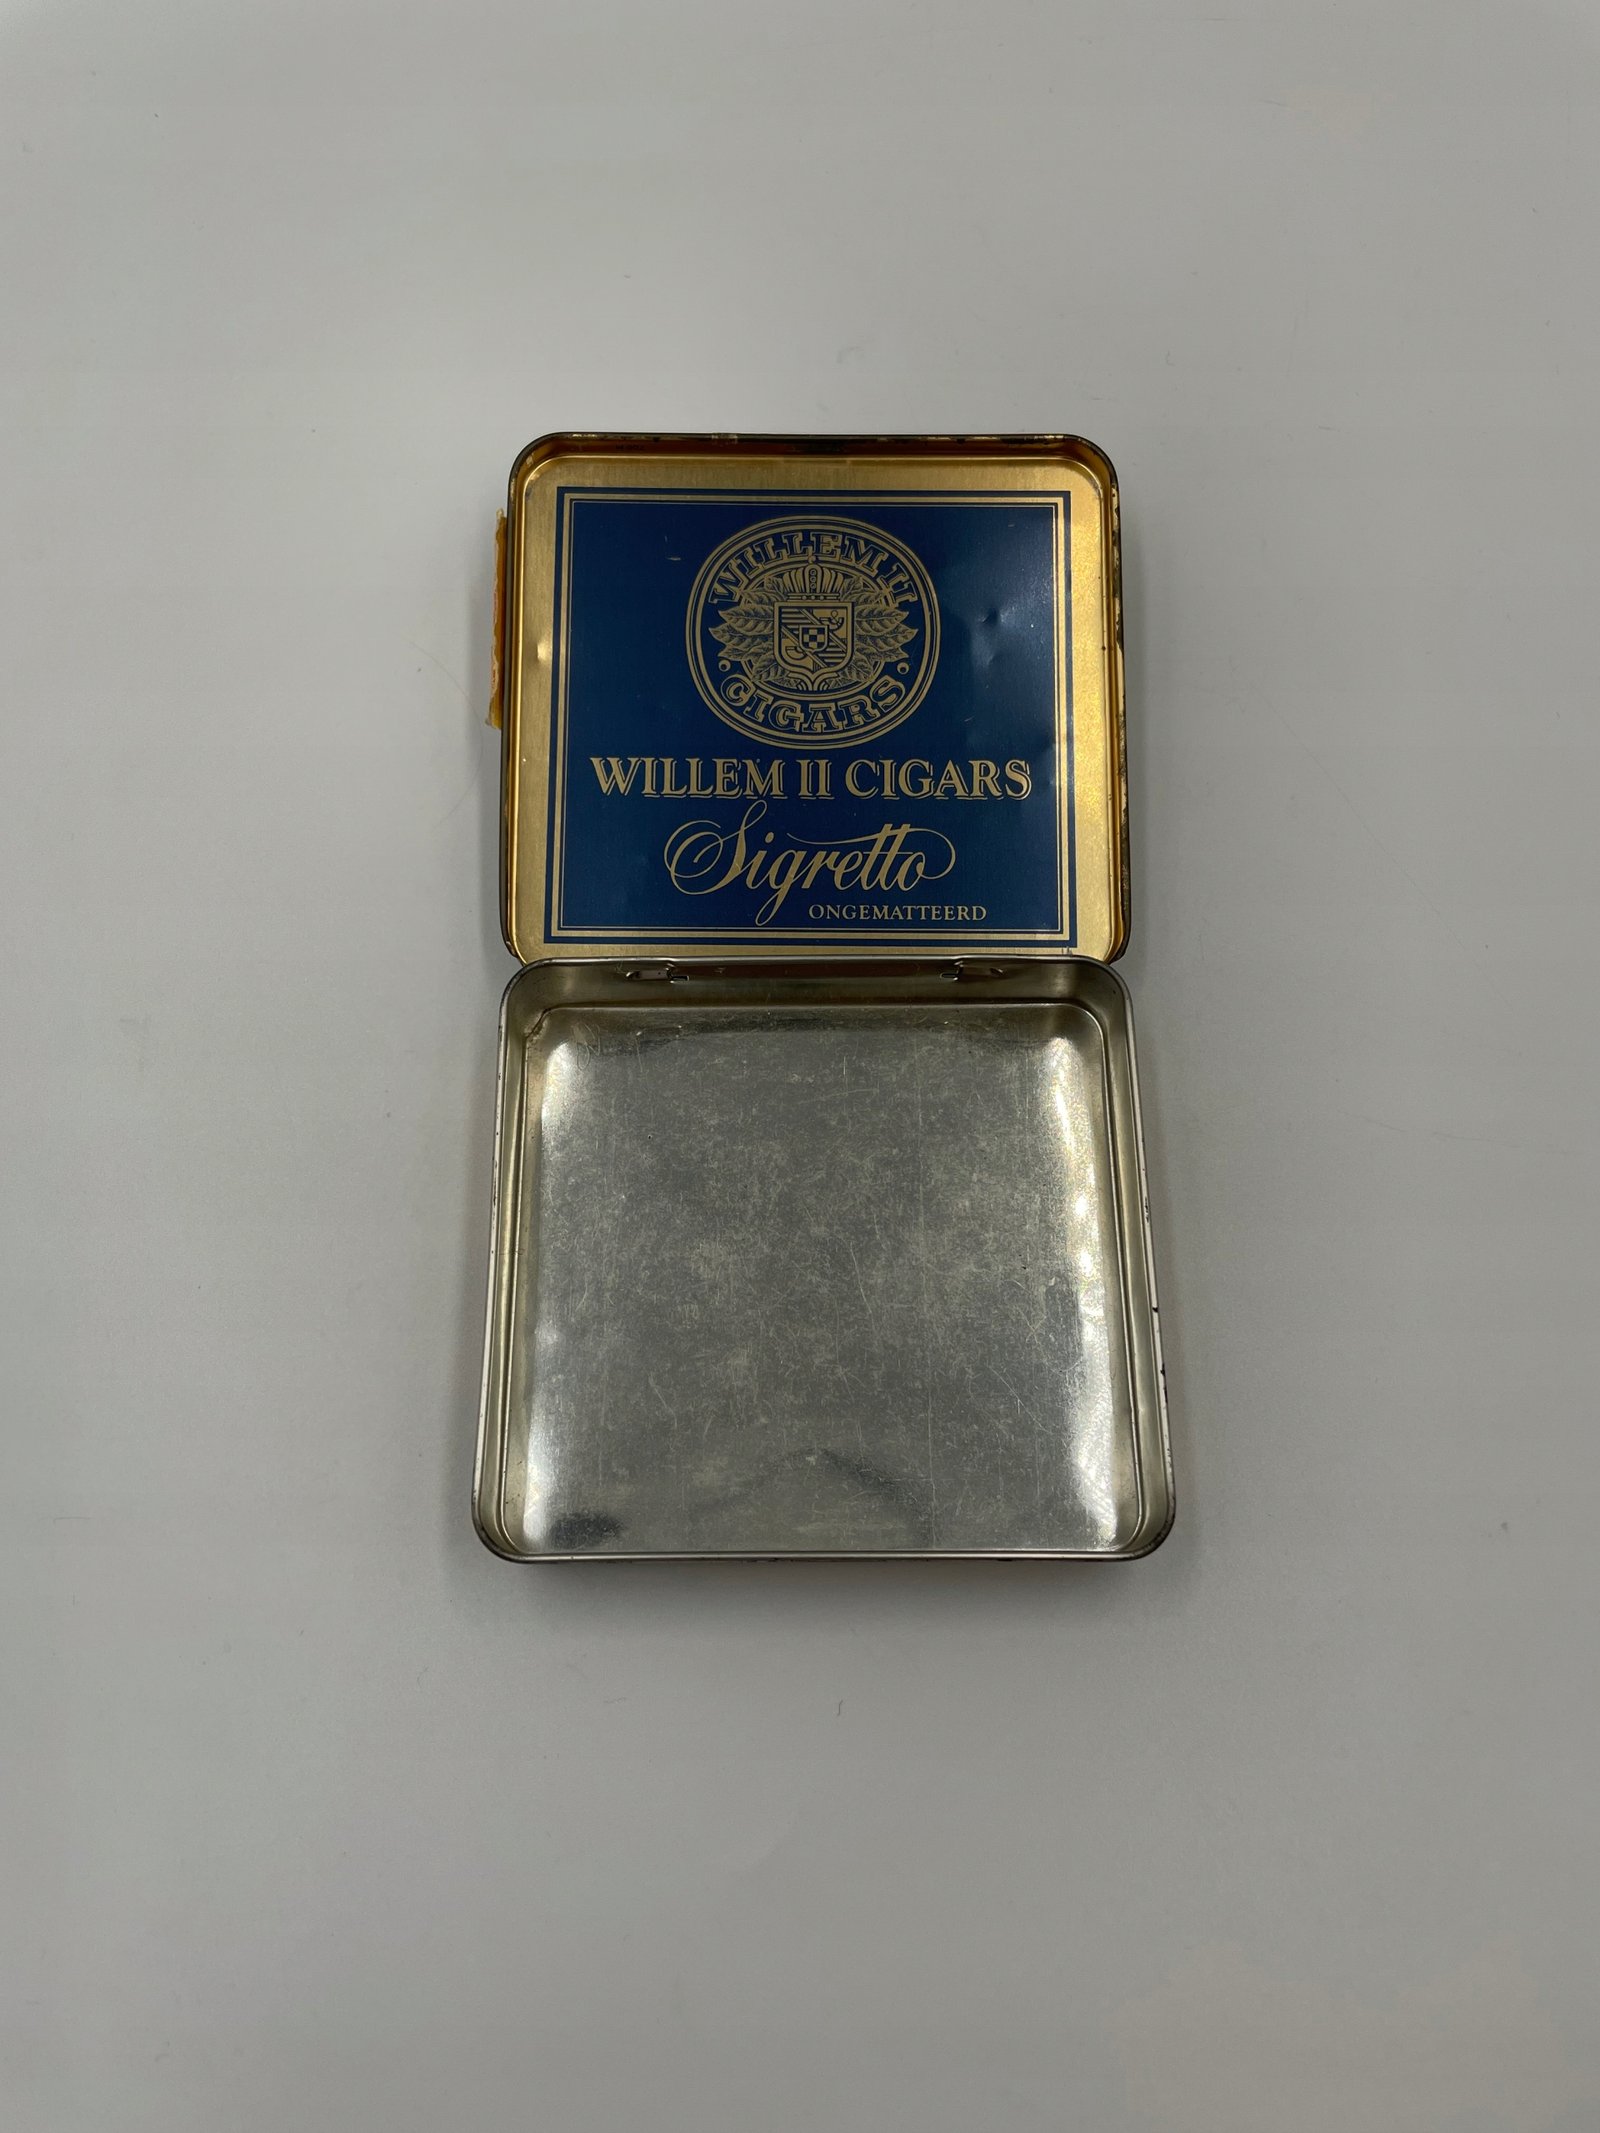 WILLEM II
CIGARS
WILLEM II CIGARS
Sigretto
ONGEMATTEERD